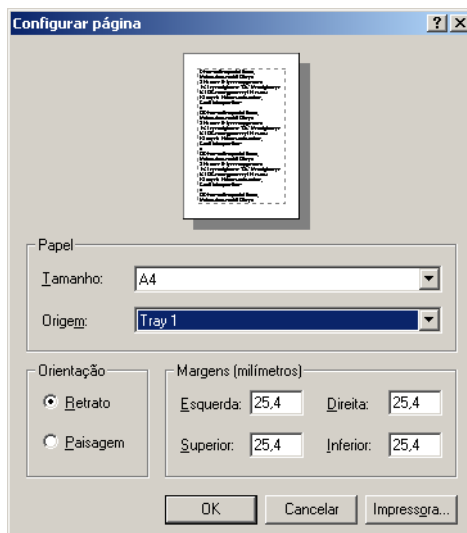 Configurar página
Papel
Tamanho: A4
Origem: Tray 1
Orientação
Retrato
Paisagem
Margens (milímetros)
Esquerda: 25,4 Direita: 25,4
Superior: 25,4 Inferior: 25,4
OK Cancelar Impressora...